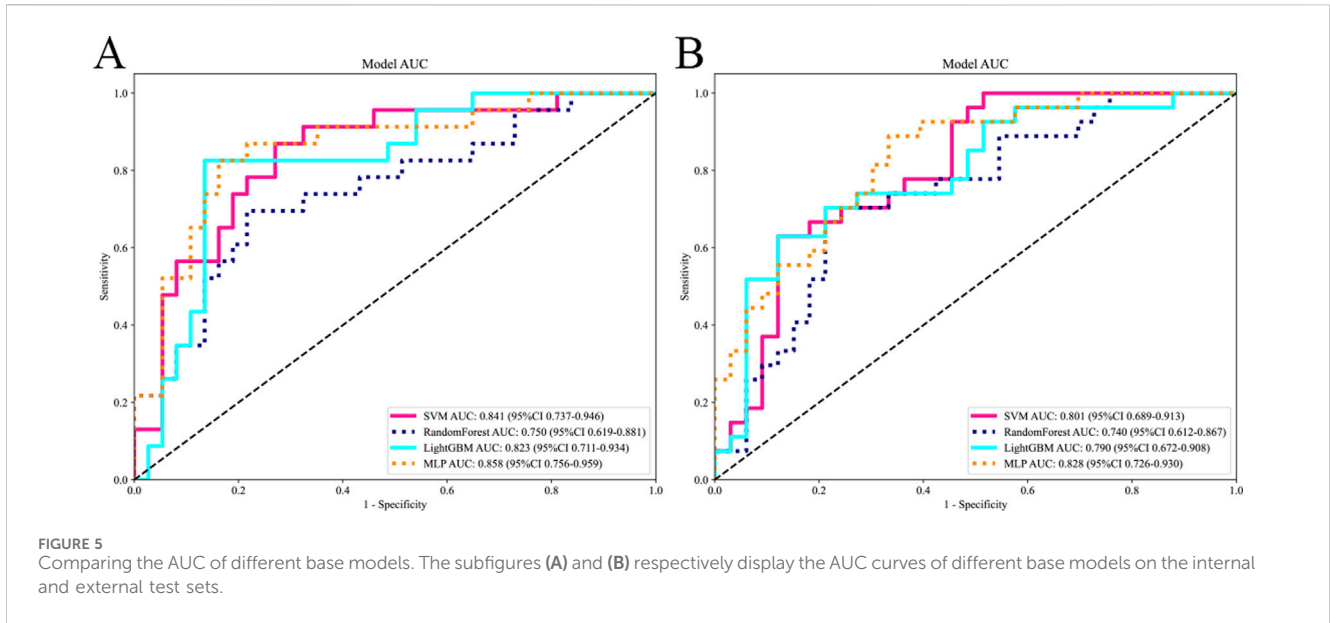 A
Model AUC
1.0
0.8
0.6
0.4
0.2
0.0
Sensitivity
0.0 0.2 0.4 0.6 0.8 1.0
1 - Specificity
SVM AUC: 0.841 (95%CI 0.737-0.946)
RandomForest AUC: 0.750 (95%CI 0.619-0.881)
LightGBM AUC: 0.823 (95%CI 0.711-0.934)
MLP AUC: 0.858 (95%CI 0.756-0.959)
B
Model AUC
1.0
0.8
0.6
0.4
0.2
0.0
Sensitivity
0.0 0.2 0.4 0.6 0.8 1.0
1 - Specificity
SVM AUC: 0.801 (95%CI 0.689-0.913)
RandomForest AUC: 0.740 (95%CI 0.612-0.867)
LightGBM AUC: 0.790 (95%CI 0.672-0.908)
MLP AUC: 0.828 (95%CI 0.726-0.930)
FIGURE 5
Comparing the AUC of different base models. The subfigures (A) and (B) respectively display the AUC curves of different base models on the internal
and external test sets.